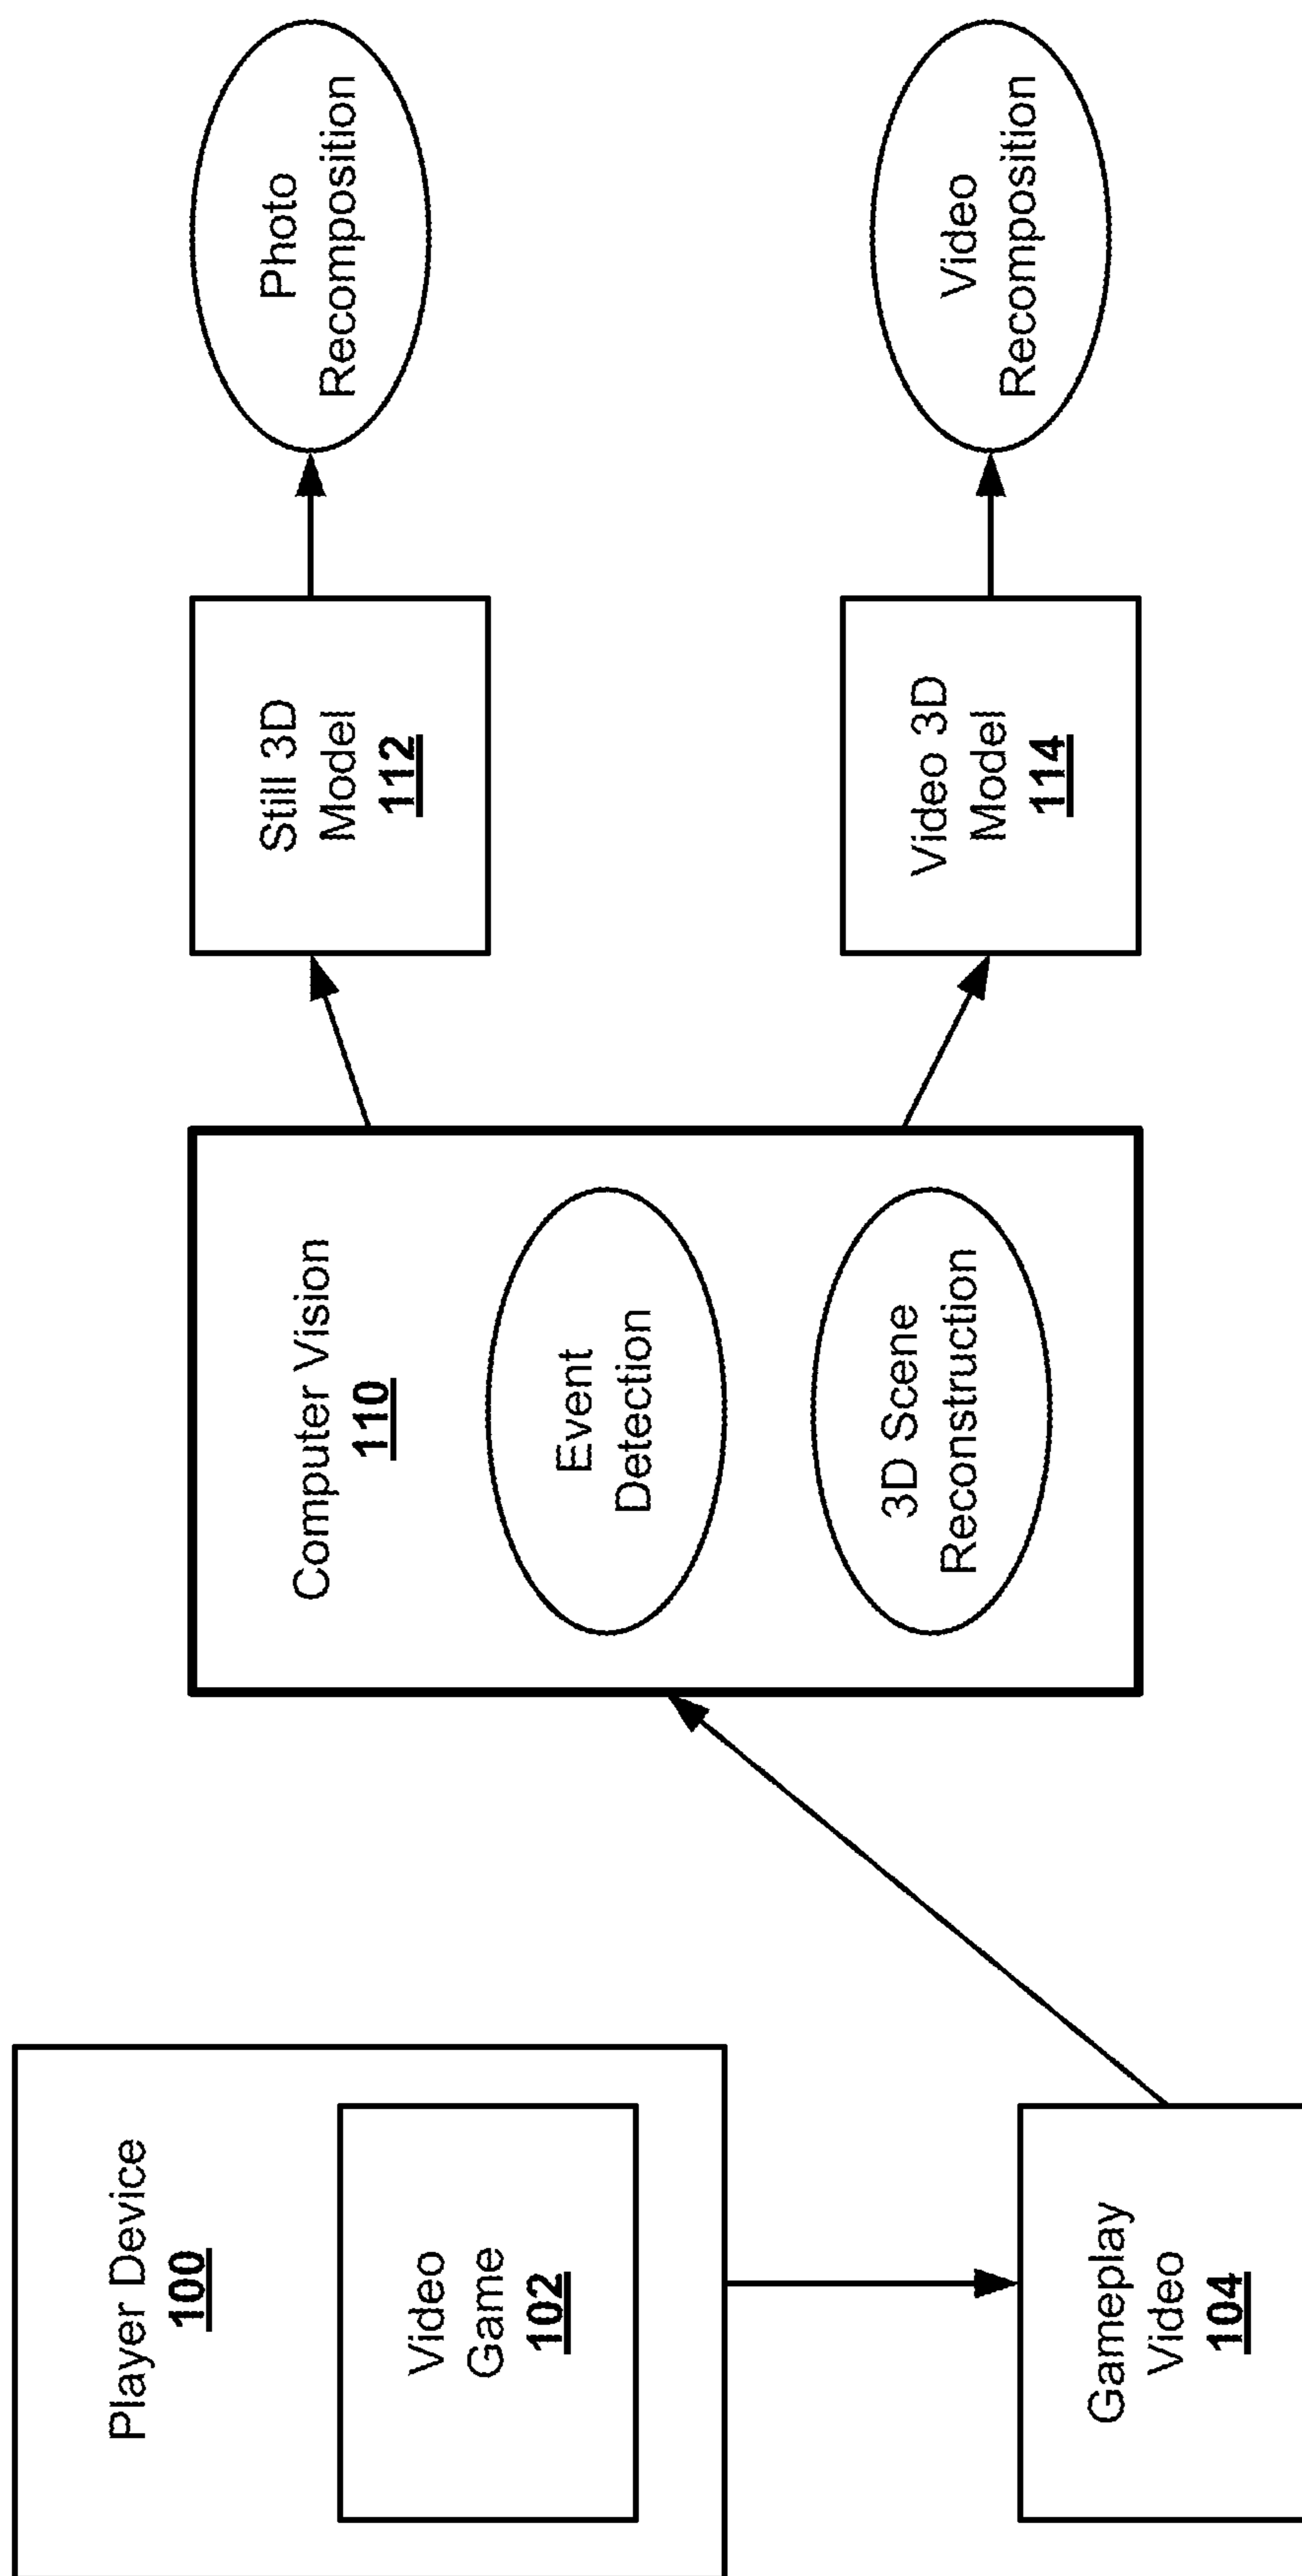 Player Device
100
Video
Game
102
Gameplay
Video
104
Computer Vision
110
Event
Detection
3D Scene
Reconstruction
Still 3D
Model
112
Video 3D
Model
114
Photo
Recomposition
Video
Recomposition